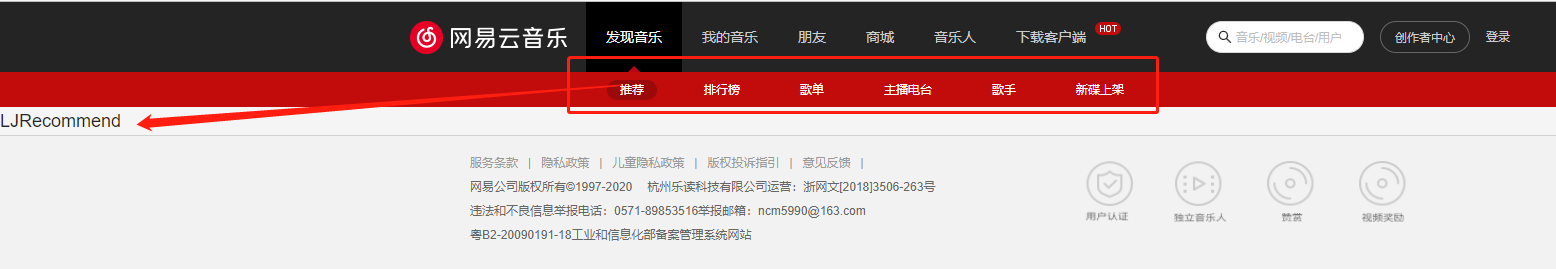 网易云音乐 发现音乐 我的音乐 朋友 商城 音乐人 下载客户端 HOT 音乐/视频/电台/用户 创作者中心 登录
推荐 排行榜 歌单 主播电台 歌手 新碟上架
LJRecommend
服务条款 | 隐私政策 | 儿童隐私政策 | 版权投诉指引 | 意见反馈 |
网易公司版权所有©1997-2020 杭州乐读科技有限公司运营：浙网文[2018]3506-263号
违法和不良信息举报电话：0571-89853516举报邮箱：ncm5990@163.com
粤B2-20090191-18工业和信息化部备案管理系统网站
用户认证 独立音乐人 赞赏 视频奖励